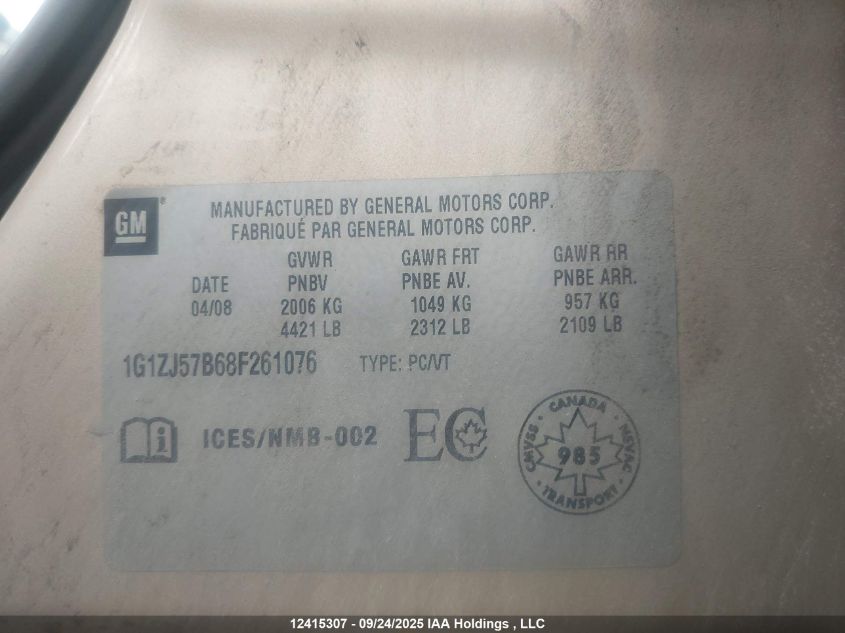 GM
MANUFACTURED BY GENERAL MOTORS CORP.
FABRIQUÉ PAR GENERAL MOTORS CORP.
GVWR GAWR FRT GAWR RR
DATE PNBV PNBE AV. PNBE ARR.
04/08 2006 KG 1049 KG 957 KG
4421 LB 2312 LB 2109 LB
1G1ZJ57B68F261076 TYPE: PC/VT
i ICES/NMB-002 EC
CANADA
CMVSS · NSVAC
985
TRANSPORT
12415307 - 09/24/2025 IAA Holdings , LLC